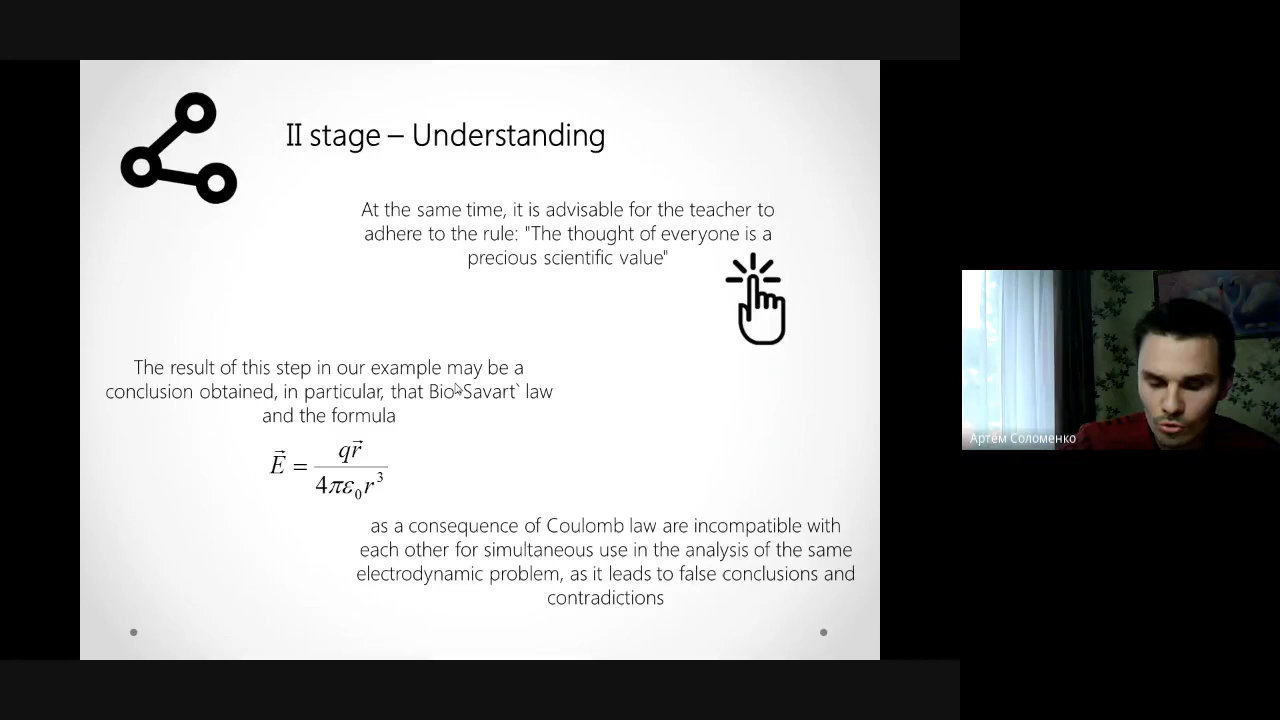 II stage – Understanding
At the same time, it is advisable for the teacher to
adhere to the rule: "The thought of everyone is a
precious scientific value"
The result of this step in our example may be a
conclusion obtained, in particular, that Bio-Savart` law
and the formula
E⃗ = qr⃗ / 4πε₀r³
as a consequence of Coulomb law are incompatible with
each other for simultaneous use in the analysis of the same
electrodynamic problem, as it leads to false conclusions and
contradictions
Артем Соломенко